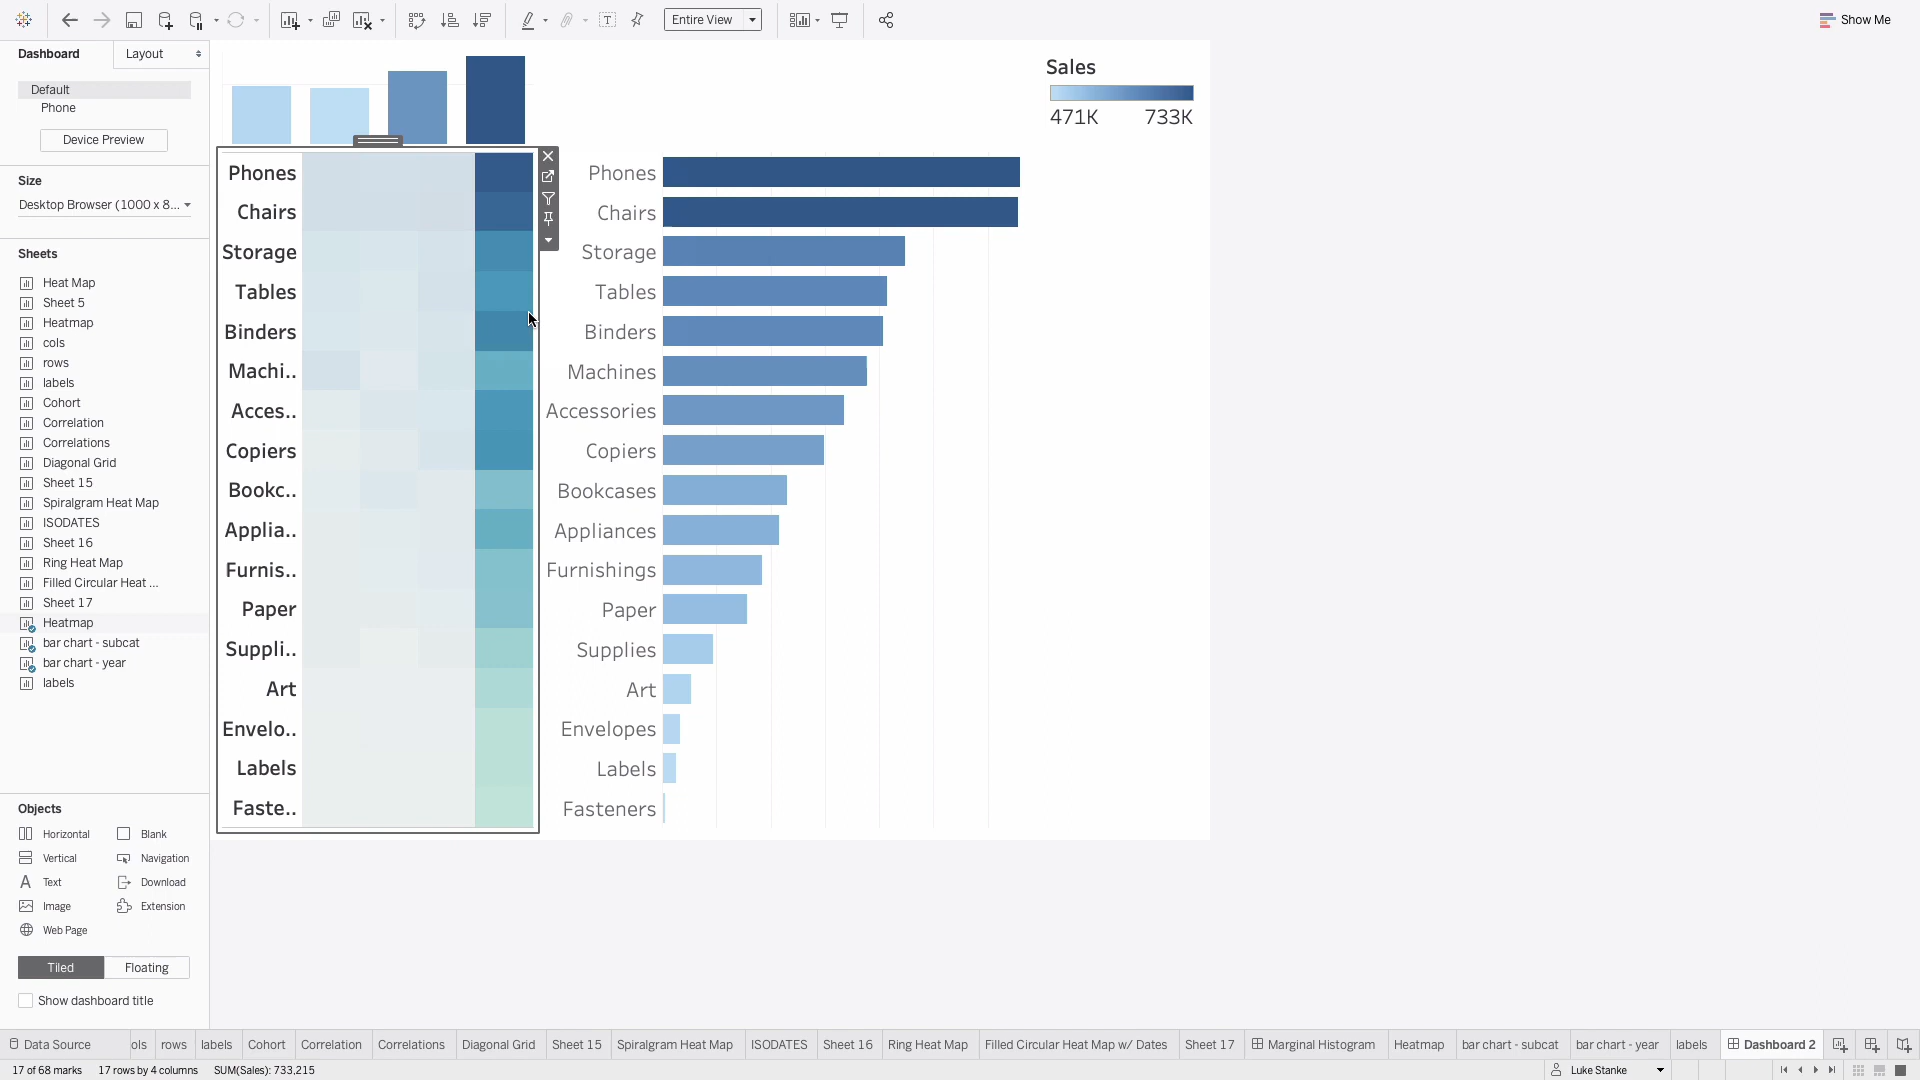 Entire View
Show Me
Dashboard
Layout
Default
Phone
Device Preview
Size
Desktop Browser (1000 x 8...
Sheets
Heat Map
Sheet 5
Heatmap
cols
rows
labels
Cohort
Correlation
Correlations
Diagonal Grid
Sheet 15
Spiralgram Heat Map
ISODATES
Sheet 16
Ring Heat Map
Filled Circular Heat ...
Sheet 17
Heatmap
bar chart - subcat
bar chart - year
labels
Objects
Horizontal
Blank
Vertical
Navigation
Text
Download
Image
Extension
Web Page
Tiled
Floating
Show dashboard title
Sales
471K 733K
Phones
Chairs
Storage
Tables
Binders
Machi..
Acces..
Copiers
Bookc..
Applia..
Furnis..
Paper
Suppli..
Art
Envelo..
Labels
Faste..
Phones
Chairs
Storage
Tables
Binders
Machines
Accessories
Copiers
Bookcases
Appliances
Furnishings
Paper
Supplies
Art
Envelopes
Labels
Fasteners
Data Source
ols
rows
labels
Cohort
Correlation
Correlations
Diagonal Grid
Sheet 15
Spiralgram Heat Map
ISODATES
Sheet 16
Ring Heat Map
Filled Circular Heat Map w/ Dates
Sheet 17
Marginal Histogram
Heatmap
bar chart - subcat
bar chart - year
labels
Dashboard 2
17 of 68 marks
17 rows by 4 columns
SUM(Sales): 733,215
Luke Stanke